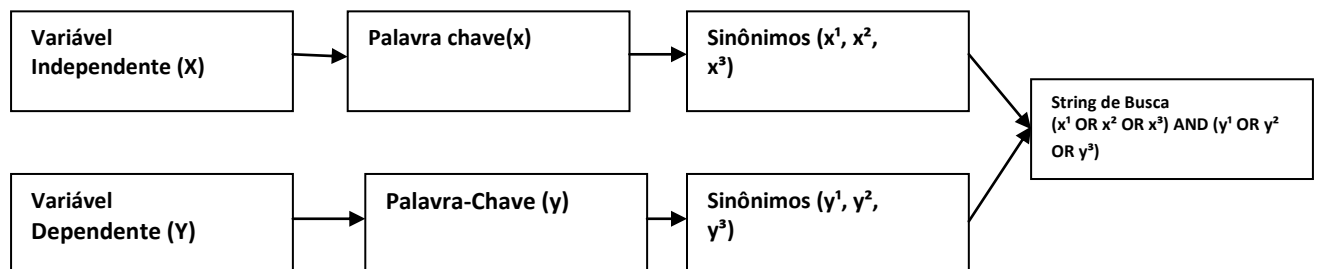 Variável
Independente (X)
Palavra chave(x)
Sinônimos (x¹, x²,
x³)
String de Busca
(x¹ OR x² OR x³) AND (y¹ OR y²
OR y³)
Variável
Dependente (Y)
Palavra-Chave (y)
Sinônimos (y¹, y²,
y³)